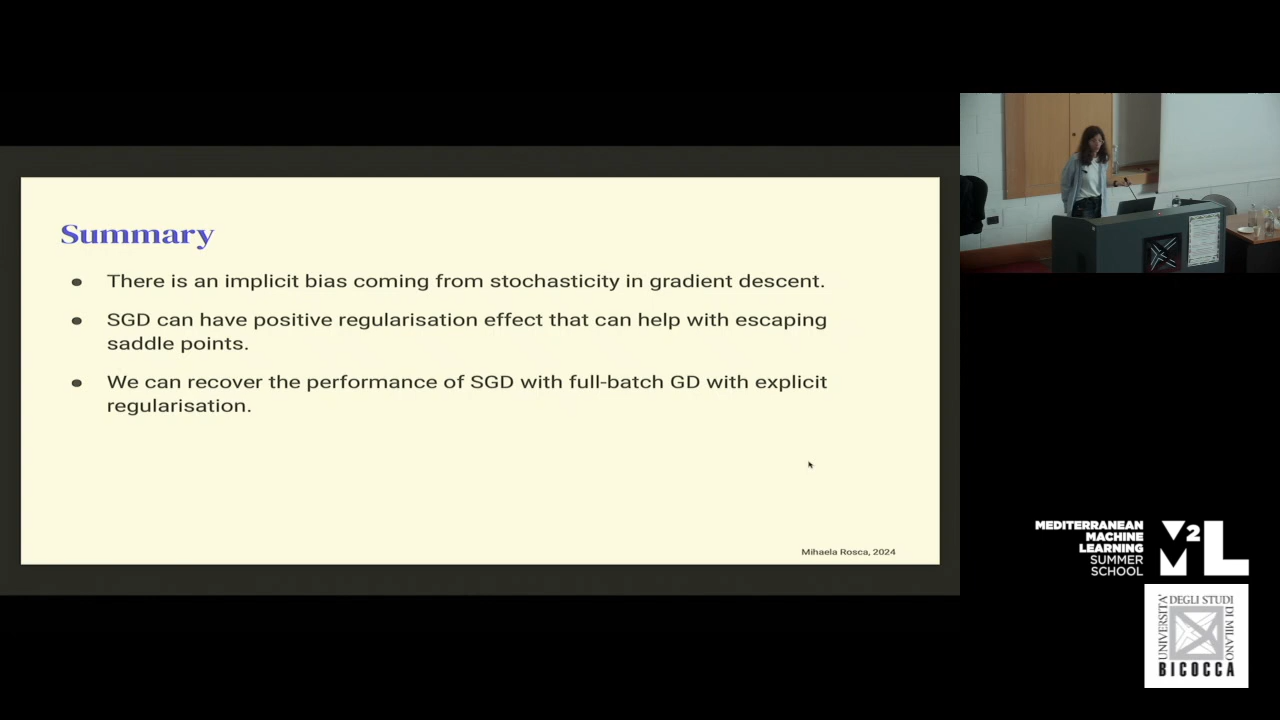 Summary
There is an implicit bias coming from stochasticity in gradient descent.
SGD can have positive regularisation effect that can help with escaping
saddle points.
We can recover the performance of SGD with full-batch GD with explicit
regularisation.
Mihaela Rosca, 2024
MEDITERRANEAN
MACHINE
LEARNING
SUMMER
SCHOOL
M2L
UNIVERSITA'
DEGLI STUDI
DI MILANO
BICOCCA